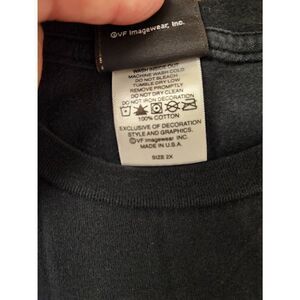 ©VF Imagewear, Inc.
WASH INSIDE OUT
MACHINE WASH COLD
DO NOT BLEACH
TUMBLE DRY LOW
REMOVE PROMPTLY
DO NOT DRY CLEAN
DO NOT IRON DECORATION
100% COTTON
EXCLUSIVE OF DECORATION
STYLE AND GRAPHICS.
©VF Imagewear INC.
MADE IN U.S.A.
SIZE 2X